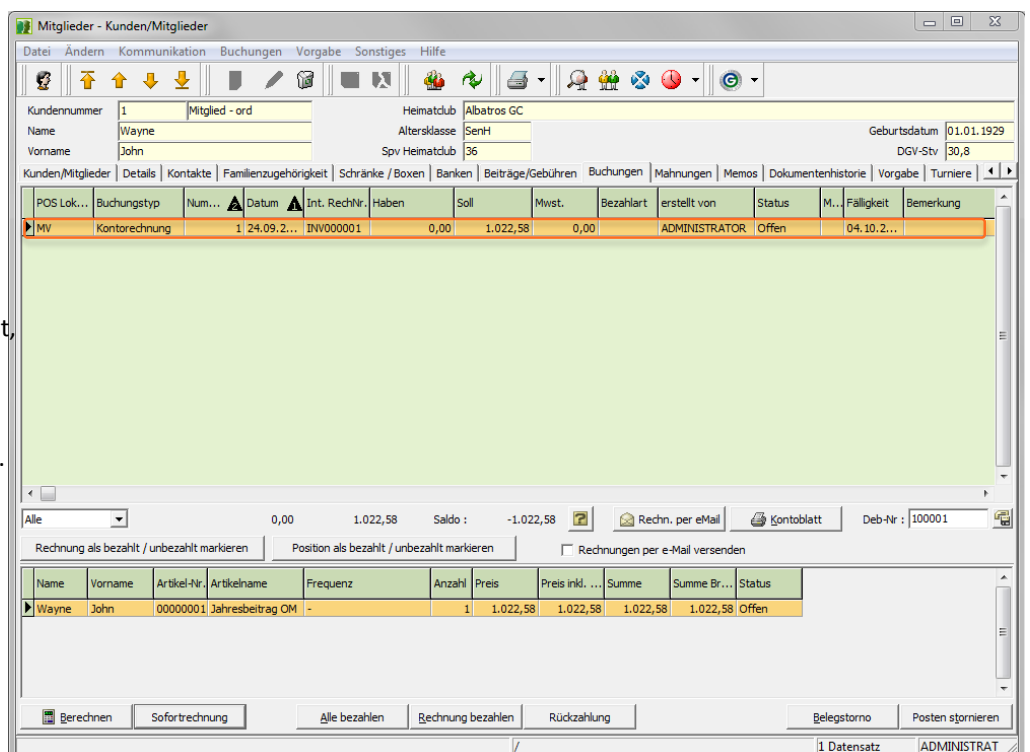 Mitglieder - Kunden/Mitglieder
Datei Ändern Kommunikation Buchungen Vorgabe Sonstiges Hilfe
Kundennummer 1 Mitglied - ord Heimatclub Albatros GC
Name Wayne Altersklasse SenH Geburtsdatum 01.01.1929
Vorname John Spv Heimatclub 36 DGV-Stv 30,8
Kunden/Mitglieder Details Kontakte Familienzugehörigkeit Schränke / Boxen Banken Beiträge/Gebühren Buchungen Mahnungen Memos Dokumentenhistorie Vorgabe Turniere
POS Lok... Buchungstyp Num... 2 Datum 1 Int. RechNr. Haben Soll Mwst. Bezahlart erstellt von Status M... Fälligkeit Bemerkung
MV Kontorechnung 1 24.09.2... INV000001 0,00 1.022,58 0,00 ADMINISTRATOR Offen 04.10.2...
t,
.
Alle 0,00 1.022,58 Saldo : -1.022,58 ? Rechn. per eMail Kontoblatt Deb-Nr : 100001
Rechnung als bezahlt / unbezahlt markieren Position als bezahlt / unbezahlt markieren Rechnungen per e-Mail versenden
Name Vorname Artikel-Nr. Artikelname Frequenz Anzahl Preis Preis inkl. ... Summe Summe Br... Status
Wayne John 00000001 Jahresbeitrag OM - 1 1.022,58 1.022,58 1.022,58 1.022,58 Offen
Berechnen Sofortrechnung Alle bezahlen Rechnung bezahlen Rückzahlung Belegstorno Posten stornieren
/ 1 Datensatz ADMINISTRAT